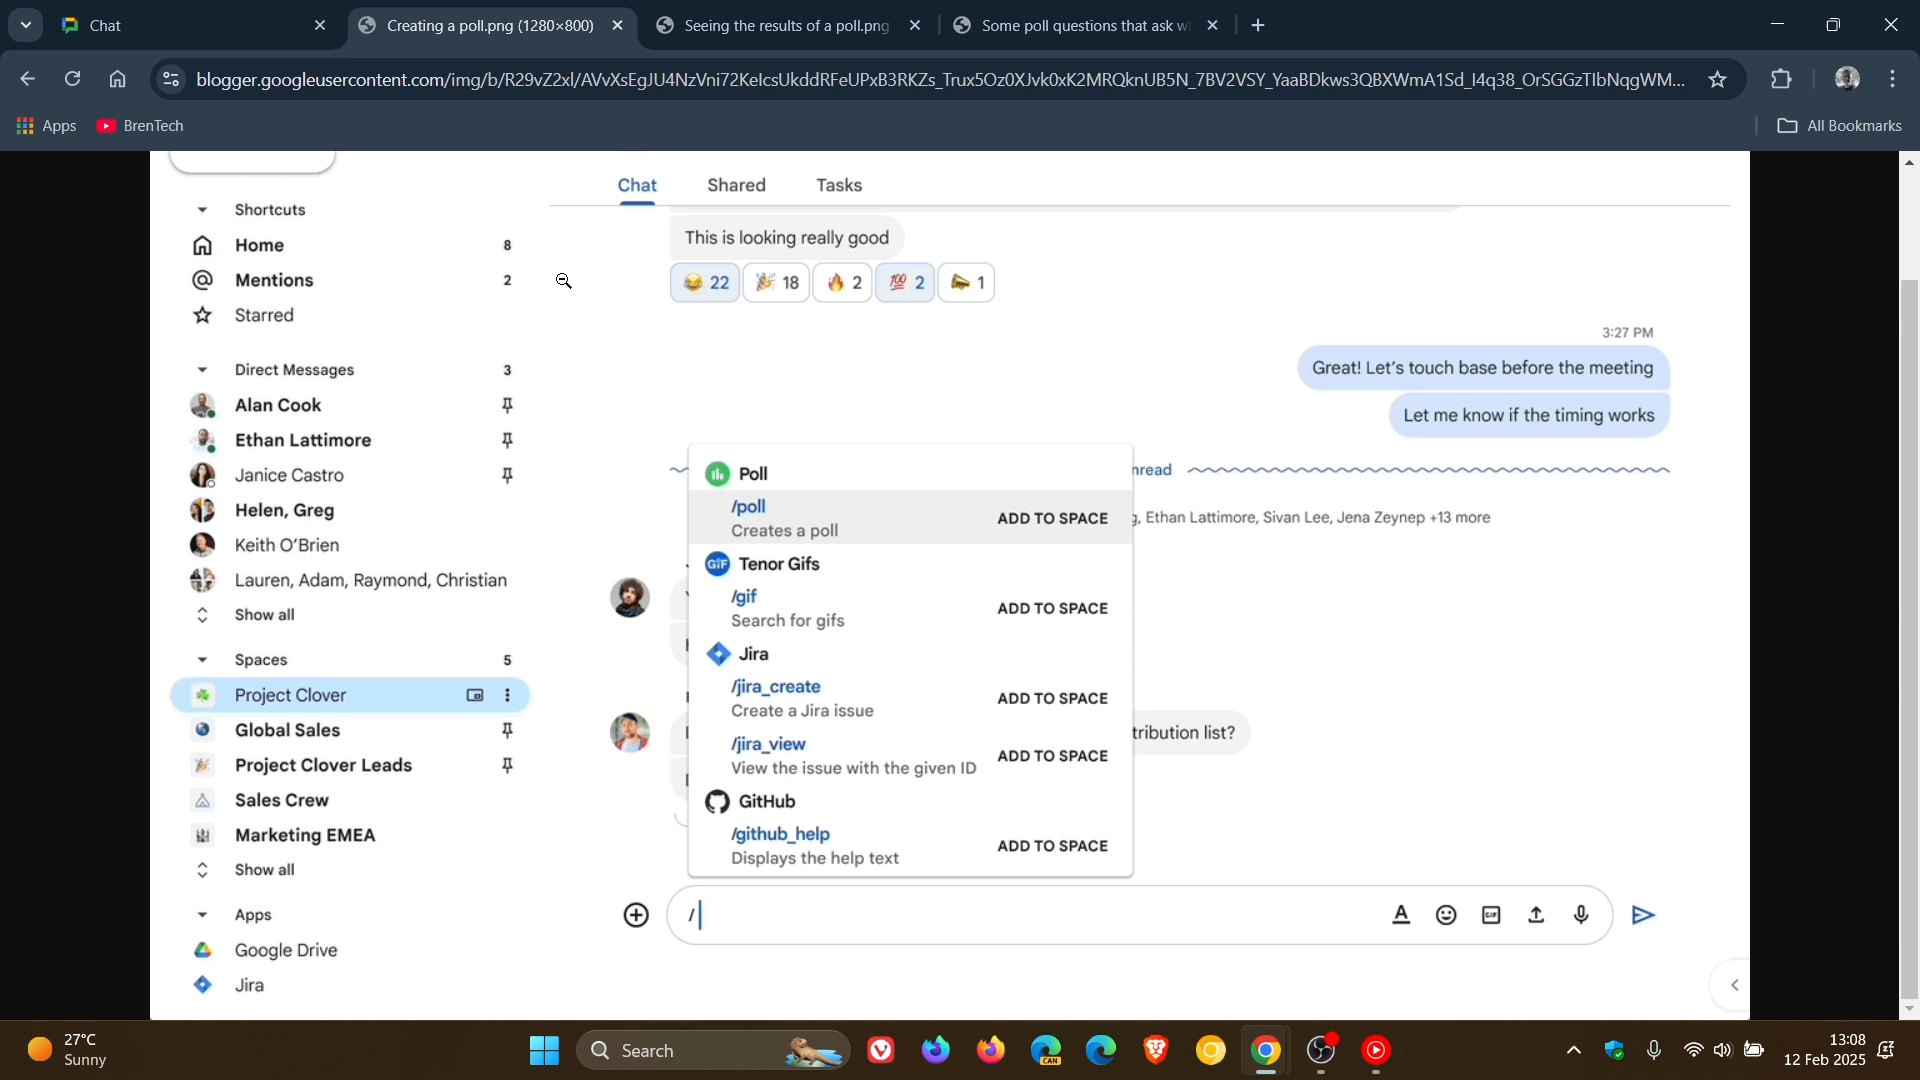 Chat
Creating a poll.png (1280×800)
Seeing the results of a poll.png
Some poll questions that ask w
blogger.googleusercontent.com/img/b/R29vZ2xl/AVvXsEgJU4NzVni72KeIcsUkddRFeUPxB3RKZs_Trux5Oz0XJvk0xK2MRQknUB5N_7BV2VSY_YaaBDkws3QBXWmA1Sd_I4q38_OrSGGzTIbNqgWM...
Apps
BrenTech
All Bookmarks
Chat
Shared
Tasks
Shortcuts
Home 8
Mentions 2
Starred
Direct Messages 3
Alan Cook
Ethan Lattimore
Janice Castro
Helen, Greg
Keith O'Brien
Lauren, Adam, Raymond, Christian
Show all
Spaces 5
Project Clover
Global Sales
Project Clover Leads
Sales Crew
Marketing EMEA
Show all
Apps
Google Drive
Jira
This is looking really good
22 18 2 2 1
3:27 PM
Great! Let's touch base before the meeting
Let me know if the timing works
nread
, Ethan Lattimore, Sivan Lee, Jena Zeynep +13 more
Poll
/poll
Creates a poll
ADD TO SPACE
Tenor Gifs
GIF
/gif
Search for gifs
ADD TO SPACE
Jira
/jira_create
Create a Jira issue
ADD TO SPACE
/jira_view
View the issue with the given ID
ADD TO SPACE
GitHub
/github_help
Displays the help text
ADD TO SPACE
tribution list?
/
GIF
27°C
Sunny
Search
CAN
13:08
12 Feb 2025